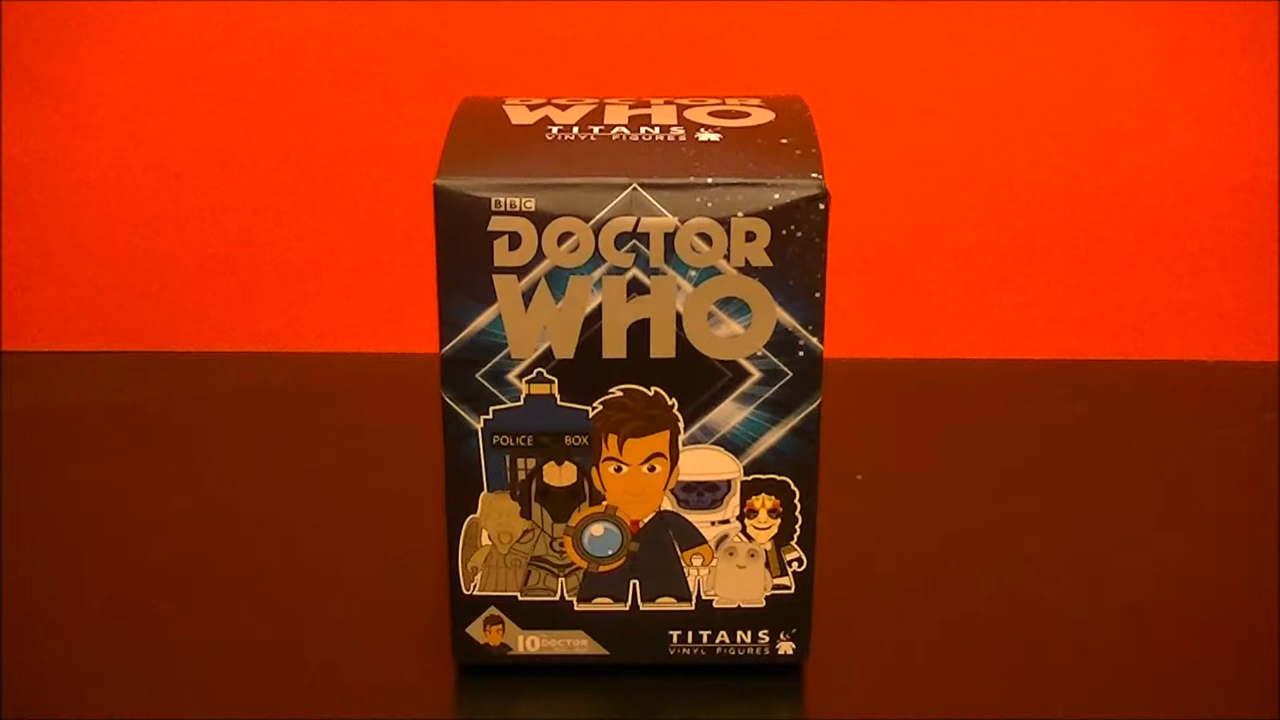 DOCTOR
WHO
TITANS
VINYL FIGURES
BBC
DOCTOR
WHO
POLICE BOX
10 DOCTOR
TITANS
VINYL FIGURES